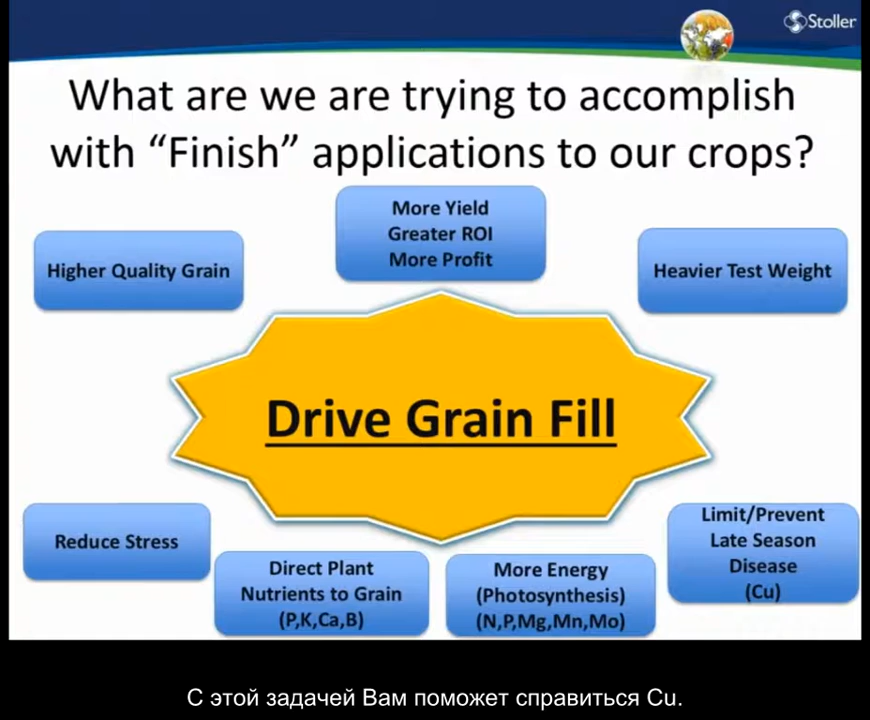 Stoller
What are we are trying to accomplish
with “Finish” applications to our crops?
More Yield
Greater ROI
More Profit
Higher Quality Grain
Heavier Test Weight
Drive Grain Fill
Reduce Stress
Direct Plant
Nutrients to Grain
(P,K,Ca,B)
More Energy
(Photosynthesis)
(N,P,Mg,Mn,Mo)
Limit/Prevent
Late Season
Disease
(Cu)
С этой задачей Вам поможет справиться Cu.